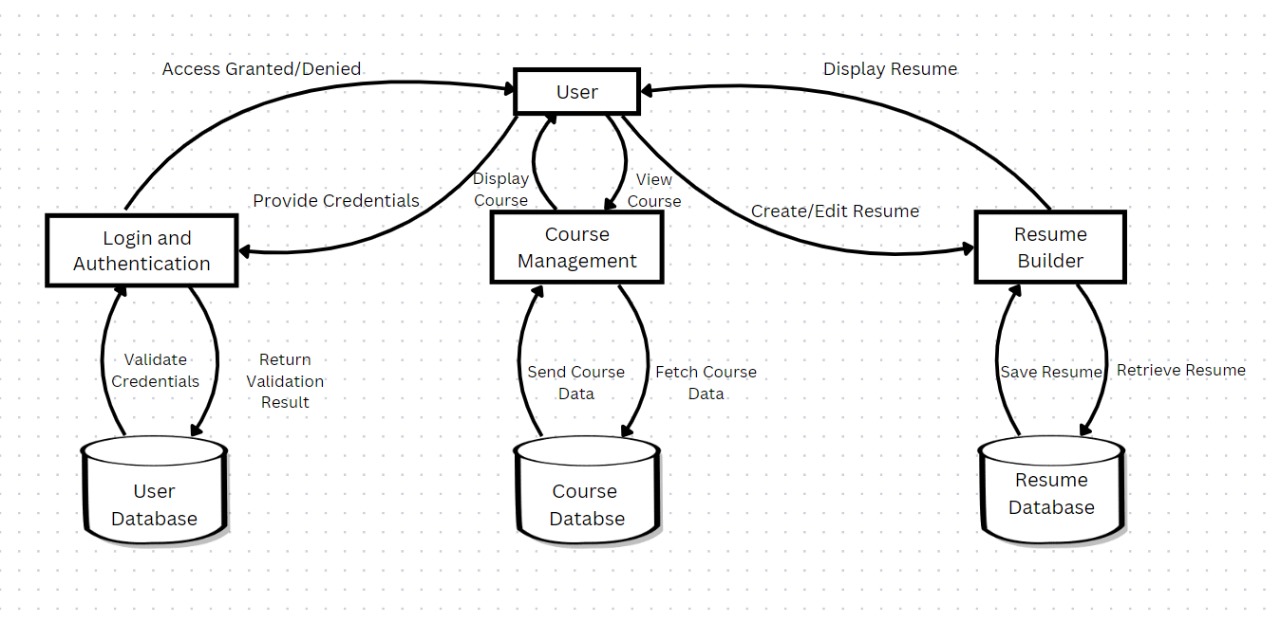 Access Granted/Denied
Display Resume
User
Provide Credentials
Display
Course
View
Course
Create/Edit Resume
Login and
Authentication
Course
Management
Resume
Builder
Validate
Credentials
Return
Validation
Result
Send Course
Data
Fetch Course
Data
Save Resume
Retrieve Resume
User
Database
Course
Databse
Resume
Database